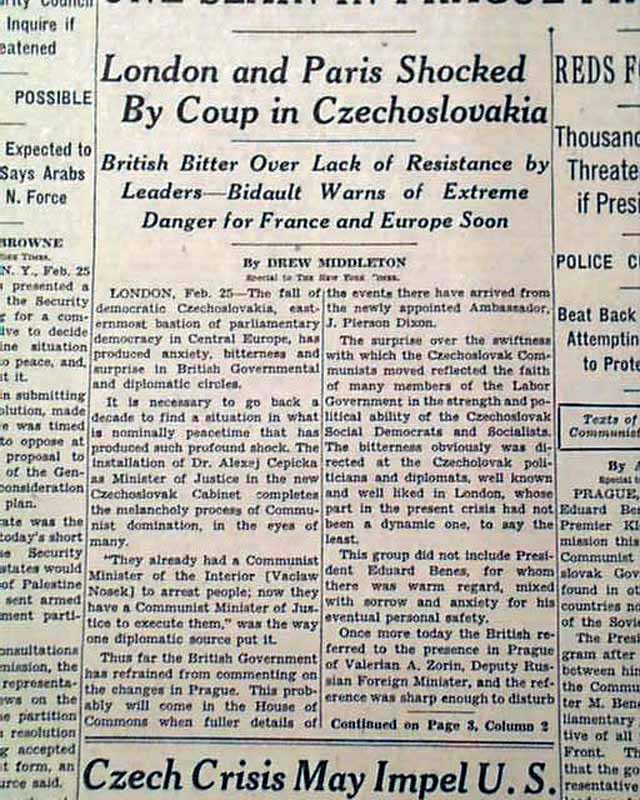 Inquire if
eatened
POSSIBLE
Expected to
Says Arabs
N. Force
BROWNE
N. Y., Feb. 25
presented a
the Security
for a com-
to decide
situation
peace, and,
it.
in submitting
made
was timed
to oppose at
proposal to
of the Gen-
consideration
plan.
was the
today's short
Security
states would
of Palestine
sent armed
parti-
the
on the
partition
resolution
accepted
form, an
said.
London and Paris Shocked
By Coup in Czechoslovakia
British Bitter Over Lack of Resistance by
Leaders—Bidault Warns of Extreme
Danger for France and Europe Soon
By DREW MIDDLETON
Special to THE NEW YORK TIMES.
LONDON, Feb. 25—The fall of
democratic Czechoslovakia, east-
ernmost bastion of parliamentary
democracy in Central Europe, has
produced anxiety, bitterness and
surprise in British Governmental
and diplomatic circles.
It is necessary to go back a
decade to find a situation in what
is nominally peacetime that has
produced such profound shock. The
installation of Dr. Alexej Cepicka
as Minister of Justice in the new
Czechoslovak Cabinet completes
the melancholy process of Commu-
nist domination, in the eyes of
many.
"They already had a Communist
Minister of the Interior [Vaclaw
Nosek] to arrest people; now they
have a Communist Minister of Jus-
tice to execute them," was the way
one diplomatic source put it.
Thus far the British Government
has refrained from commenting on
the changes in Prague. This prob-
ably will come in the House of
Commons when fuller details of
the events there have arrived from
the newly appointed Ambassador,
J. Pierson Dixon.
The surprise over the swiftness
with which the Czechoslovak Com-
munists moved reflected the faith
of many members of the Labor
Government in the strength and po-
litical ability of the Czechoslovak
Social Democrats and Socialists.
The bitterness obviously was di-
rected at the Czecholovak poli-
ticians and diplomats, well known
and well liked in London, whose
part in the present crisis had not
been a dynamic one, to say the
least.
This group did not include Presi-
dent Eduard Benes, for whom
there was warm regard, mixed
with sorrow and anxiety for his
eventual personal safety.
Once more today the British re-
ferred to the presence in Prague
of Valerian A. Zorin, Deputy Rus-
sian Foreign Minister, and the ref-
erence was sharp enough to disturb
Continued on Page 3, Column 2
Czech Crisis May Impel U. S.
REDS
Thousand
Threate
if Presi
POLICE
Beat Back
Attemptin
to Prote
Texts of
Communist
By
Special
PRAGUE,
Eduard Ben
Premier
mission this
Communist
slovak Gov
found in
countries
of the Sovie
The Presi
gram after
between him
the Commu
ter M. Ben
liamentary
tive of all
Front. Th
that the go
resentative